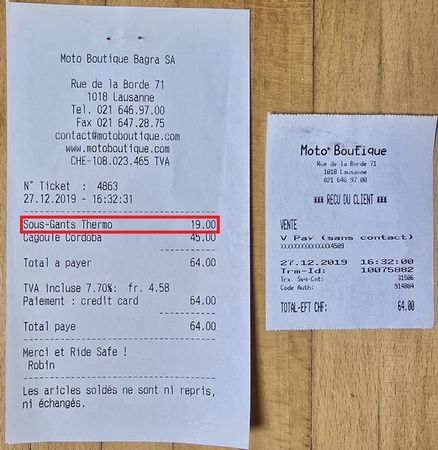 Moto Boutique Bagra SA
Rue de la Borde 71
1018 Lausanne
Tel. 021 646.97.00
Fax 021 647.28.75
contact@motoboutique.com
www.motoboutique.com
CHE-108.023.465 TVA
N° Ticket : 4863
27.12.2019 - 16:32:31
Sous-Gants Thermo 19.00
Cagoule Cordoba 45.00
Total a payer 64.00
TVA incluse 7.70%: fr. 4.58
Paiement : credit card 64.00
Total paye 64.00
Merci et Ride Safe !
Robin
Les aricles soldés ne sont ni repris,
ni échangés.
Moto Boutique
Rue de la Borde 71
1018 Lausanne
021 646 97 00
*** RECU DU CLIENT ***
VENTE
V Pay (sans contact)
XXXXXXXXXXXXXXX4509
27.12.2019 16:32:00
Trm-Id: 10075882
Trx. Seq-Cnt: 31506
Code Auth: 914084
TOTAL-EFT CHF: 64.00